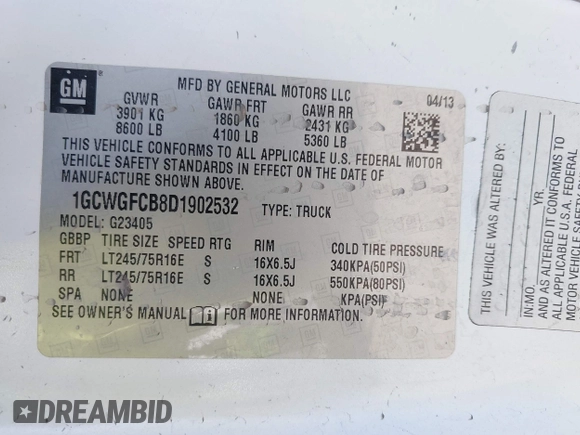 GM
MFD BY GENERAL MOTORS LLC
04/13
GVWR GAWR FRT GAWR RR
3901 KG 1860 KG 2431 KG
8600 LB 4100 LB 5360 LB
THIS VEHICLE CONFORMS TO ALL APPLICABLE U.S. FEDERAL MOTOR
VEHICLE SAFETY STANDARDS IN EFFECT ON THE DATE OF
MANUFACTURE SHOWN ABOVE.
1GCWGFCB8D1902532 TYPE: TRUCK
MODEL: G23405
GBBP TIRE SIZE SPEED RTG RIM COLD TIRE PRESSURE
FRT LT245/75R16E S 16X6.5J 340KPA(50PSI)
RR LT245/75R16E S 16X6.5J 550KPA(80PSI)
SPA NONE NONE KPA(PSI)
SEE OWNER'S MANUAL FOR MORE INFORMATION.
THIS VEHICLE WAS ALTERED BY
IN:MO. YR.
AND AS ALTERED IT CONFORMS TO
ALL APPLICABLE U.S.A. FEDERAL
MOTOR VEHICLE
DREAMBID